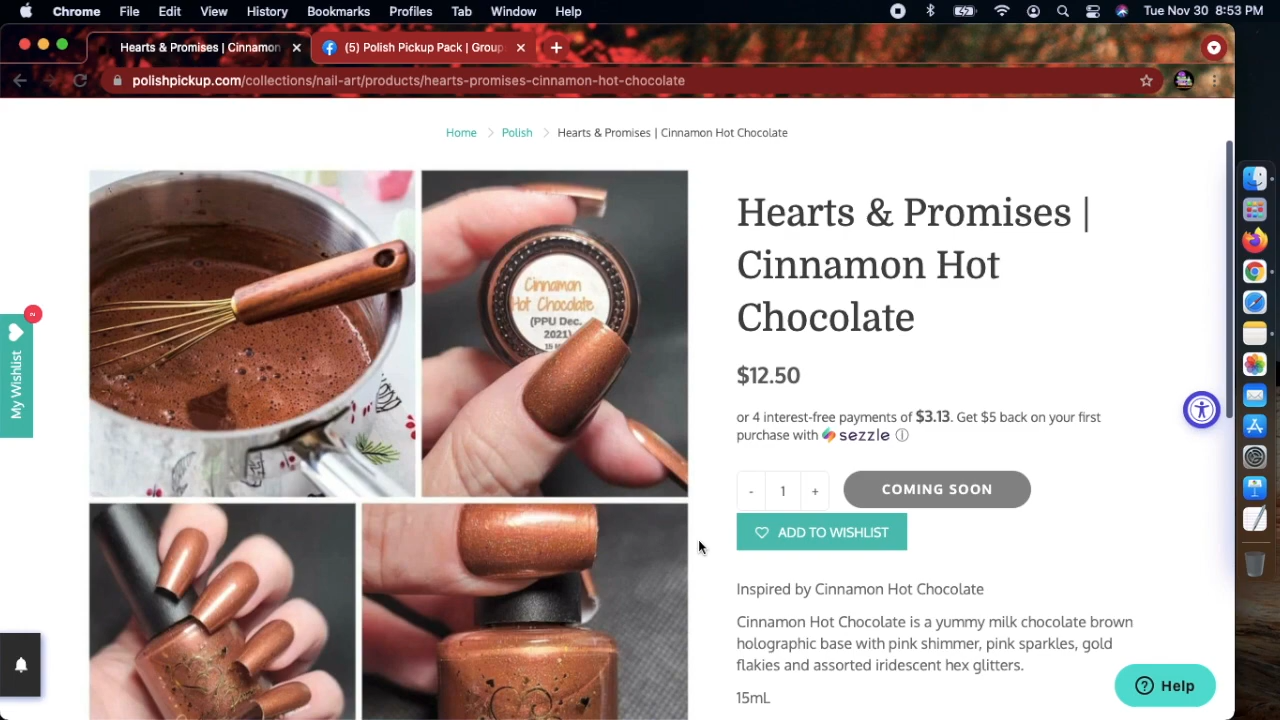 Chrome File Edit View History Bookmarks Profiles Tab Window Help Tue Nov 30 8:53 PM
Hearts & Promises | Cinnamon (5) Polish Pickup Pack | Group
polishpickup.com/collections/nail-art/products/hearts-promises-cinnamon-hot-chocolate
Home Polish Hearts & Promises | Cinnamon Hot Chocolate
Cinnamon
Hot Chocolate
(PPU Dec.
2021)
Hearts & Promises |
Cinnamon Hot
Chocolate
$12.50
or 4 interest-free payments of $3.13. Get $5 back on your first
purchase with sezzle
- 1 + COMING SOON
ADD TO WISHLIST
Inspired by Cinnamon Hot Chocolate
Cinnamon Hot Chocolate is a yummy milk chocolate brown
holographic base with pink shimmer, pink sparkles, gold
flakies and assorted iridescent hex glitters.
15mL
My Wishlist
2
Help